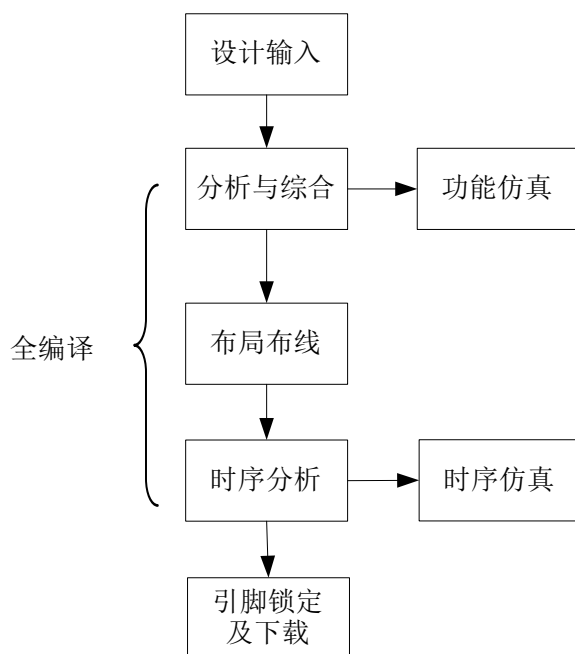 设计输入
分析与综合
功能仿真
布局布线
全编译
时序分析
时序仿真
引脚锁定
及下载